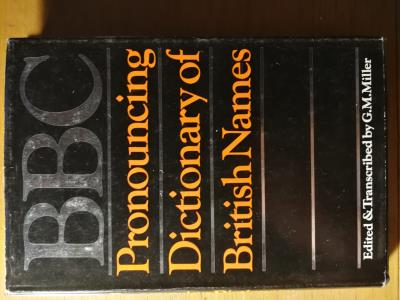 BBC
Pronouncing
Dictionary of
British Names
Edited & Transcribed by G.M.Miller